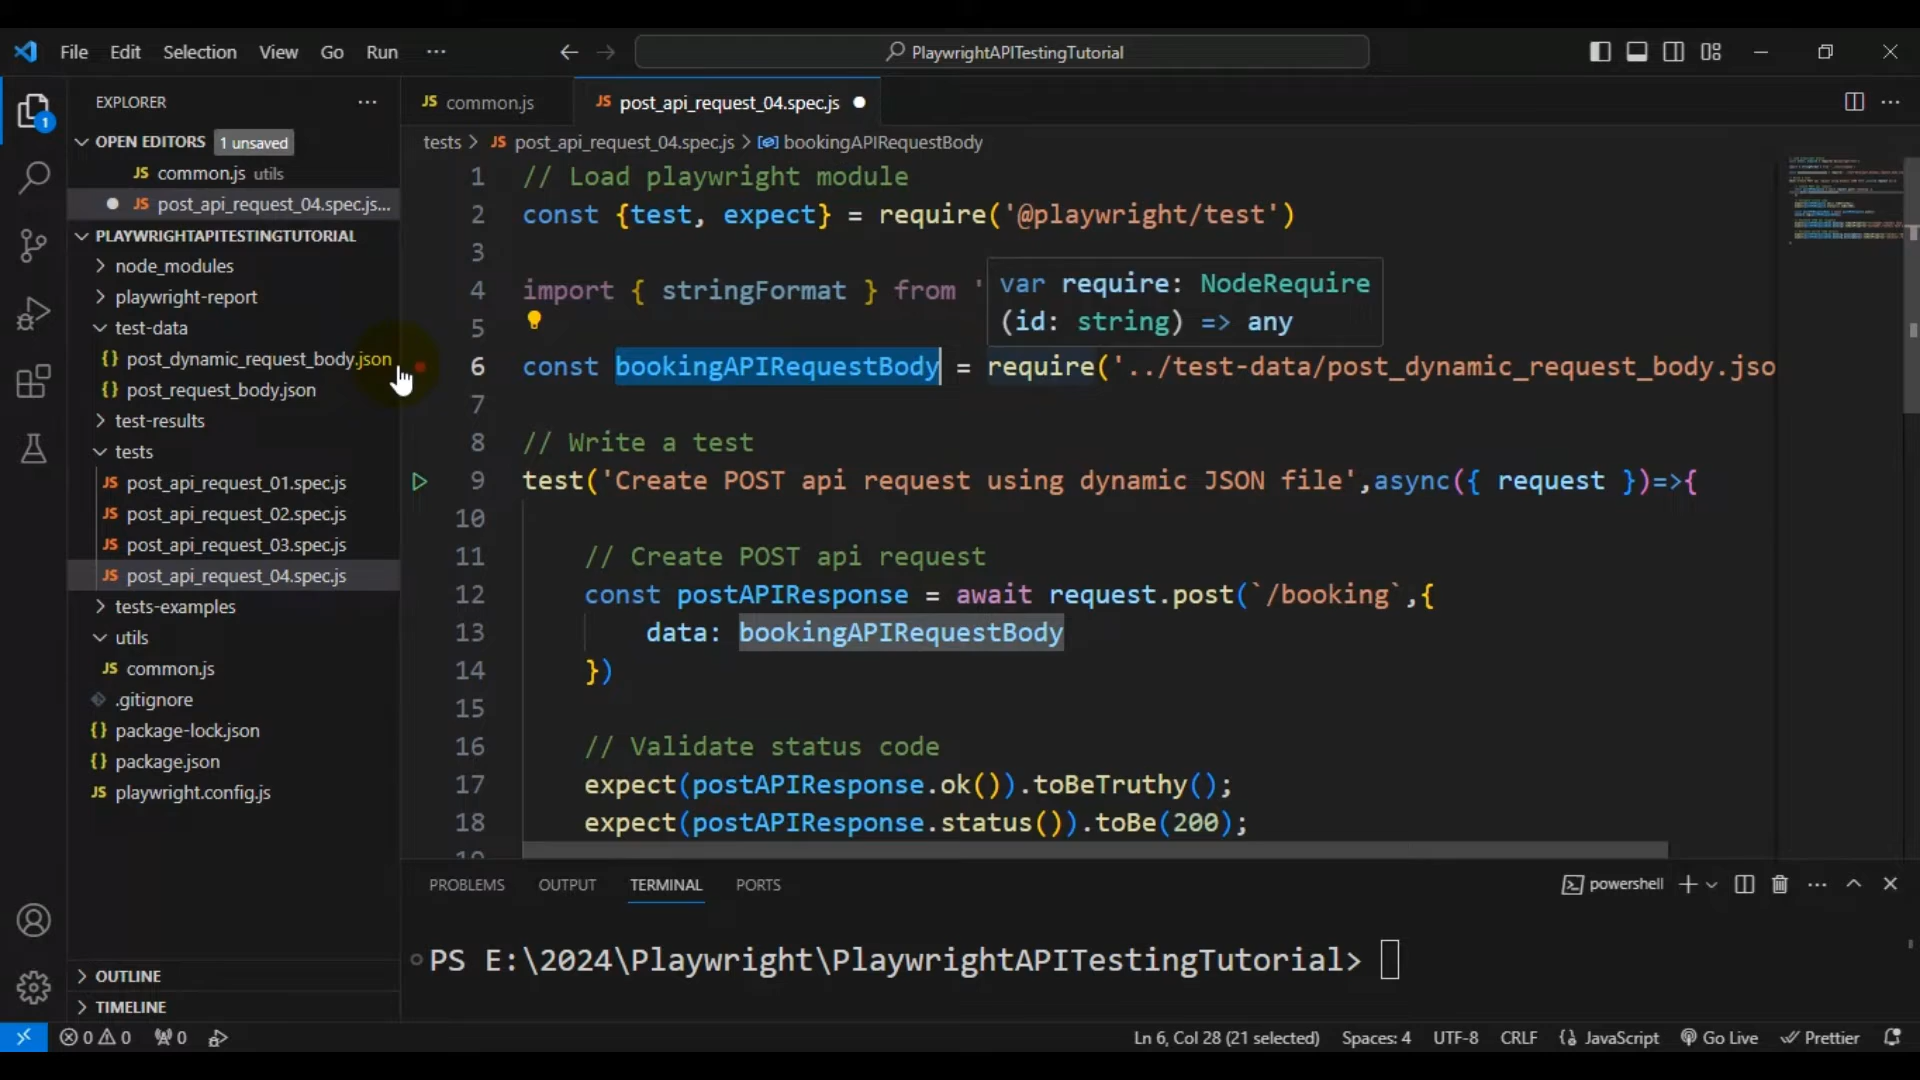 File Edit Selection View Go Run ···
PlaywrightAPITestingTutorial
EXPLORER
OPEN EDITORS 1 unsaved
JS common.js utils
JS post_api_request_04.spec.js...
PLAYWRIGHTAPITESTINGTUTORIAL
node_modules
playwright-report
test-data
{} post_dynamic_request_body.json
{} post_request_body.json
test-results
tests
JS post_api_request_01.spec.js
JS post_api_request_02.spec.js
JS post_api_request_03.spec.js
JS post_api_request_04.spec.js
tests-examples
utils
JS common.js
.gitignore
{} package-lock.json
{} package.json
JS playwright.config.js
OUTLINE
TIMELINE
1
JS common.js
JS post_api_request_04.spec.js
tests > JS post_api_request_04.spec.js > bookingAPIRequestBody
1 // Load playwright module
2 const {test, expect} = require('@playwright/test')
3
4 import { stringFormat } from '
var require: NodeRequire
(id: string) => any
5
6 const bookingAPIRequestBody = require('../test-data/post_dynamic_request_body.jso
7
8 // Write a test
9 test('Create POST api request using dynamic JSON file',async({ request })=>{
10
11 // Create POST api request
12 const postAPIResponse = await request.post(`/booking`,{
13 data: bookingAPIRequestBody
14 })
15
16 // Validate status code
17 expect(postAPIResponse.ok()).toBeTruthy();
18 expect(postAPIResponse.status()).toBe(200);
19
PROBLEMS OUTPUT TERMINAL PORTS
powershell
PS E:\2024\Playwright\PlaywrightAPITestingTutorial>
0 0 0
Ln 6, Col 28 (21 selected) Spaces: 4 UTF-8 CRLF {} JavaScript Go Live Prettier